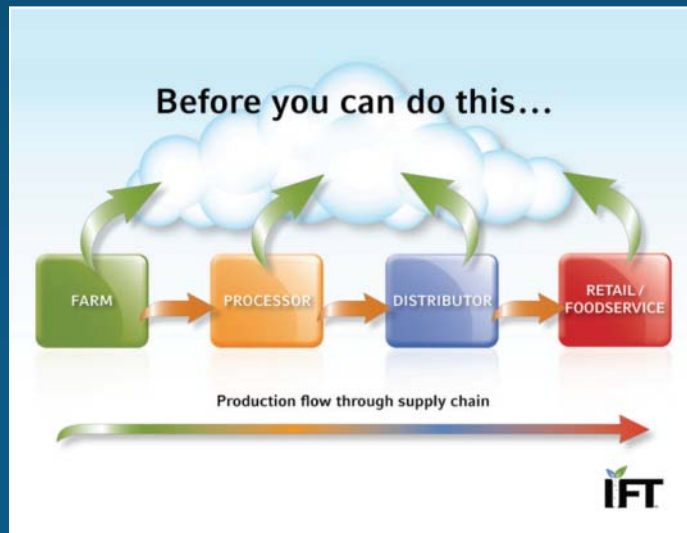 Before you can do this...
FARM
PROCESSOR
DISTRIBUTOR
RETAIL /
FOODSERVICE
Production flow through supply chain
IFT